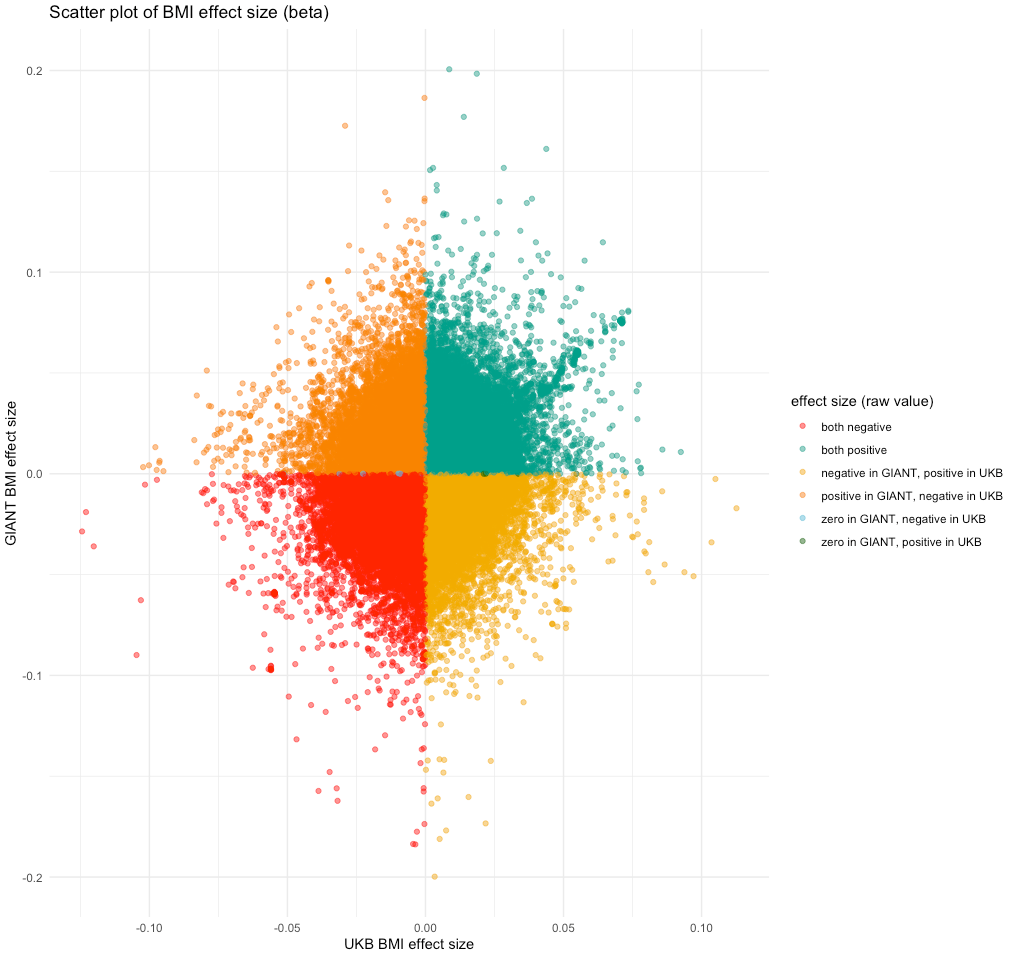 Scatter plot of BMI effect size (beta)
GIANT BMI effect size
0.2
0.1
0.0
-0.1
-0.2
-0.10
-0.05
0.00
0.05
0.10
UKB BMI effect size
effect size (raw value)
both negative
both positive
negative in GIANT, positive in UKB
positive in GIANT, negative in UKB
zero in GIANT, negative in UKB
zero in GIANT, positive in UKB